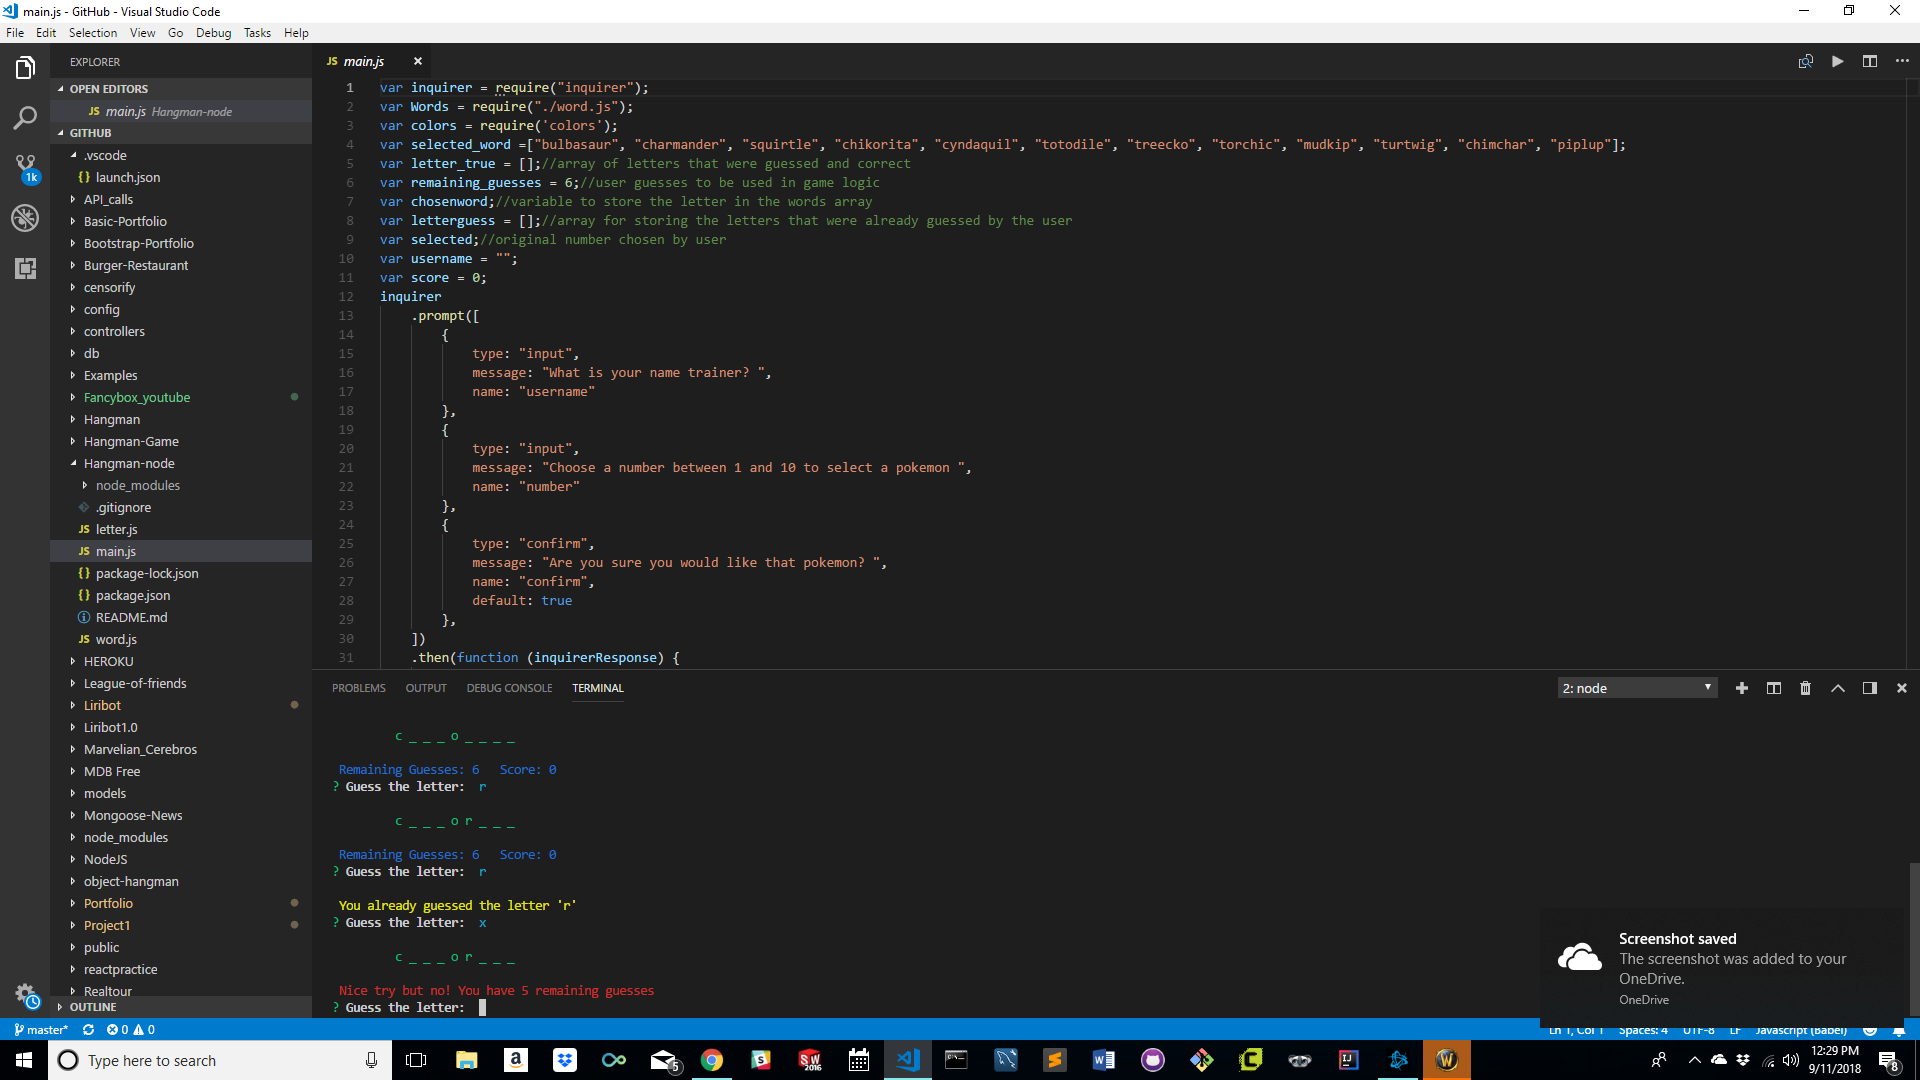 main.js - GitHub - Visual Studio Code
File Edit Selection View Go Debug Tasks Help
EXPLORER
OPEN EDITORS
JS main.js Hangman-node
GITHUB
.vscode
{} launch.json
API_calls
Basic-Portfolio
Bootstrap-Portfolio
Burger-Restaurant
censorify
config
controllers
db
Examples
Fancybox_youtube
Hangman
Hangman-Game
Hangman-node
node_modules
.gitignore
JS letter.js
JS main.js
{} package-lock.json
{} package.json
README.md
JS word.js
HEROKU
League-of-friends
Liribot
Liribot1.0
Marvelian_Cerebros
MDB Free
models
Mongoose-News
node_modules
NodeJS
object-hangman
Portfolio
Project1
public
reactpractice
Realtour
OUTLINE
1k
JS main.js
1 var inquirer = require("inquirer");
2 var Words = require("./word.js");
3 var colors = require('colors');
4 var selected_word =["bulbasaur", "charmander", "squirtle", "chikorita", "cyndaquil", "totodile", "treecko", "torchic", "mudkip", "turtwig", "chimchar", "piplup"];
5 var letter_true = [];//array of letters that were guessed and correct
6 var remaining_guesses = 6;//user guesses to be used in game logic
7 var chosenword;//variable to store the letter in the words array
8 var letterguess = [];//array for storing the letters that were already guessed by the user
9 var selected;//original number chosen by user
10 var username = "";
11 var score = 0;
12 inquirer
13 .prompt([
14 {
15 type: "input",
16 message: "What is your name trainer? ",
17 name: "username"
18 },
19 {
20 type: "input",
21 message: "Choose a number between 1 and 10 to select a pokemon ",
22 name: "number"
23 },
24 {
25 type: "confirm",
26 message: "Are you sure you would like that pokemon? ",
27 name: "confirm",
28 default: true
29 },
30 ])
31 .then(function (inquirerResponse) {
PROBLEMS OUTPUT DEBUG CONSOLE TERMINAL
2: node
c _ _ _ o _ _ _ _
Remaining Guesses: 6 Score: 0
? Guess the letter: r
c _ _ _ o r _ _ _
Remaining Guesses: 6 Score: 0
? Guess the letter: r
You already guessed the letter 'r'
? Guess the letter: x
c _ _ _ o r _ _ _
Nice try but no! You have 5 remaining guesses
? Guess the letter:
Screenshot saved
The screenshot was added to your
OneDrive.
OneDrive
master* 0 0
Ln 1, Col 1 Spaces: 4 UTF-8 LF Javascript (Babel)
Type here to search
5
SW
2016
12:29 PM
9/11/2018
8